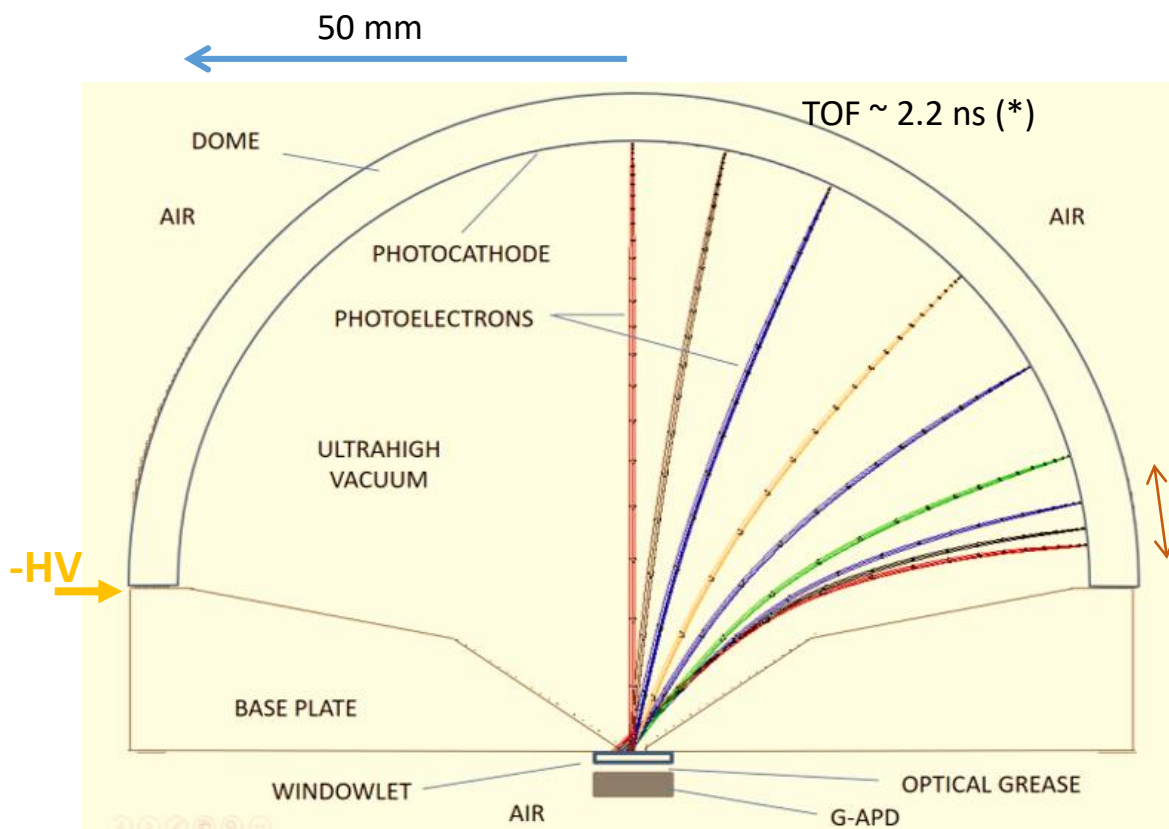 50 mm
TOF ~ 2.2 ns (*)
DOME
AIR
AIR
PHOTOCATHODE
PHOTOELECTRONS
ULTRAHIGH
VACUUM
-HV
BASE PLATE
WINDOWLET
OPTICAL GREASE
AIR
G-APD